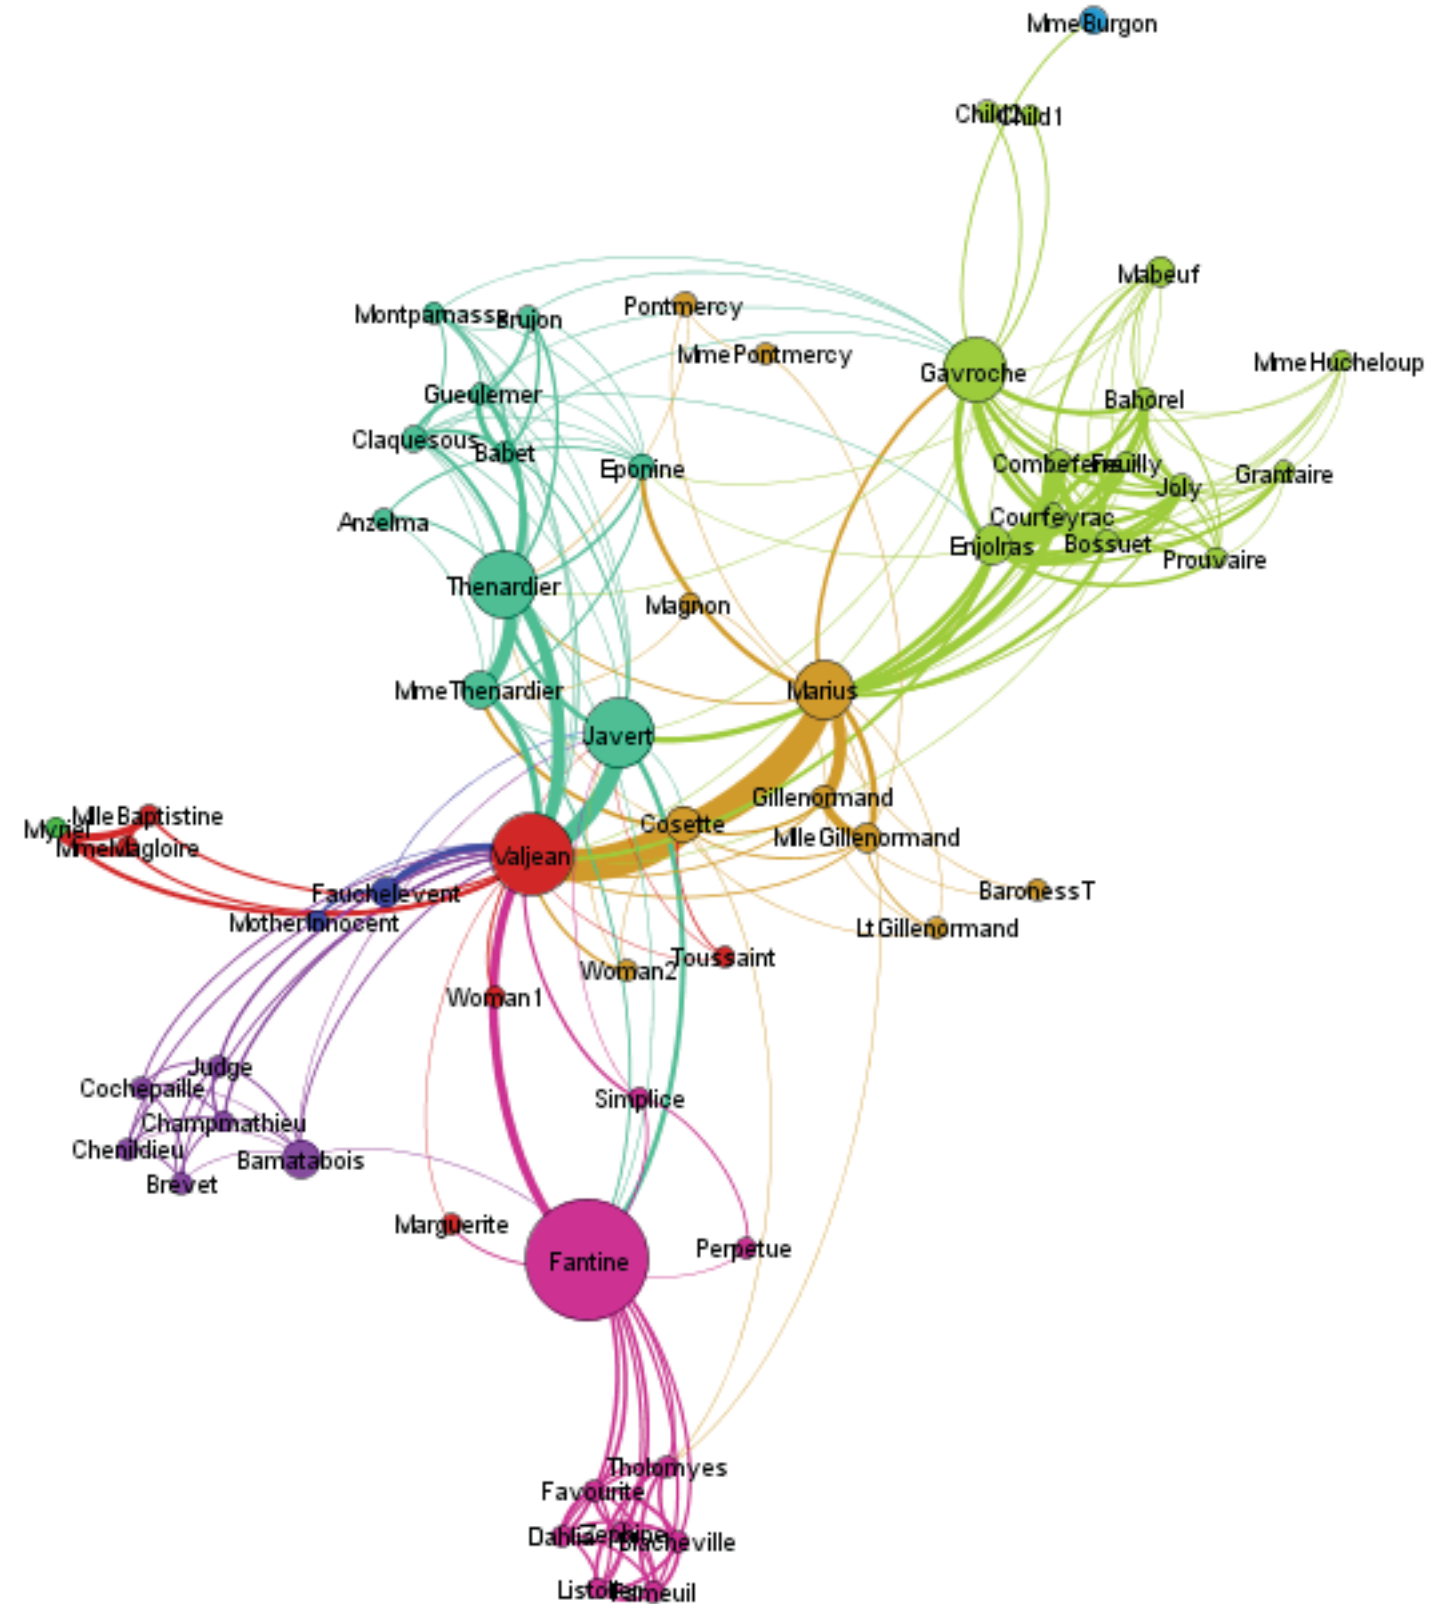 MmeBurgon
Child2
Child1
Mabeuf
Montparnasse
Brujon
Pontmercy
MmePontmercy
MmeHucheloup
Gavroche
Gueulemer
Bahorel
Claquesous
Babet
Eponine
Combeferre
Feuilly
Joly
Grantaire
Anzelma
Courfeyrac
Enjolras
Bossuet
Prouvaire
Thenardier
Magnon
MmeThenardier
Marius
Javert
Gillenormand
MlleBaptistine
Myriel
Cosette
MlleGillenormand
MmeMagloire
Valjean
Fauchelevent
BaronessT
MotherInnocent
LtGillenormand
Toussaint
Woman2
Woman1
Judge
Cochepaille
Simplice
Champmathieu
Chenildieu
Bamatabois
Brevet
Marguerite
Perpetue
Fantine
Tholomyes
Favourite
Dahlia
Zephine
Blacheville
Listolier
Fameuil